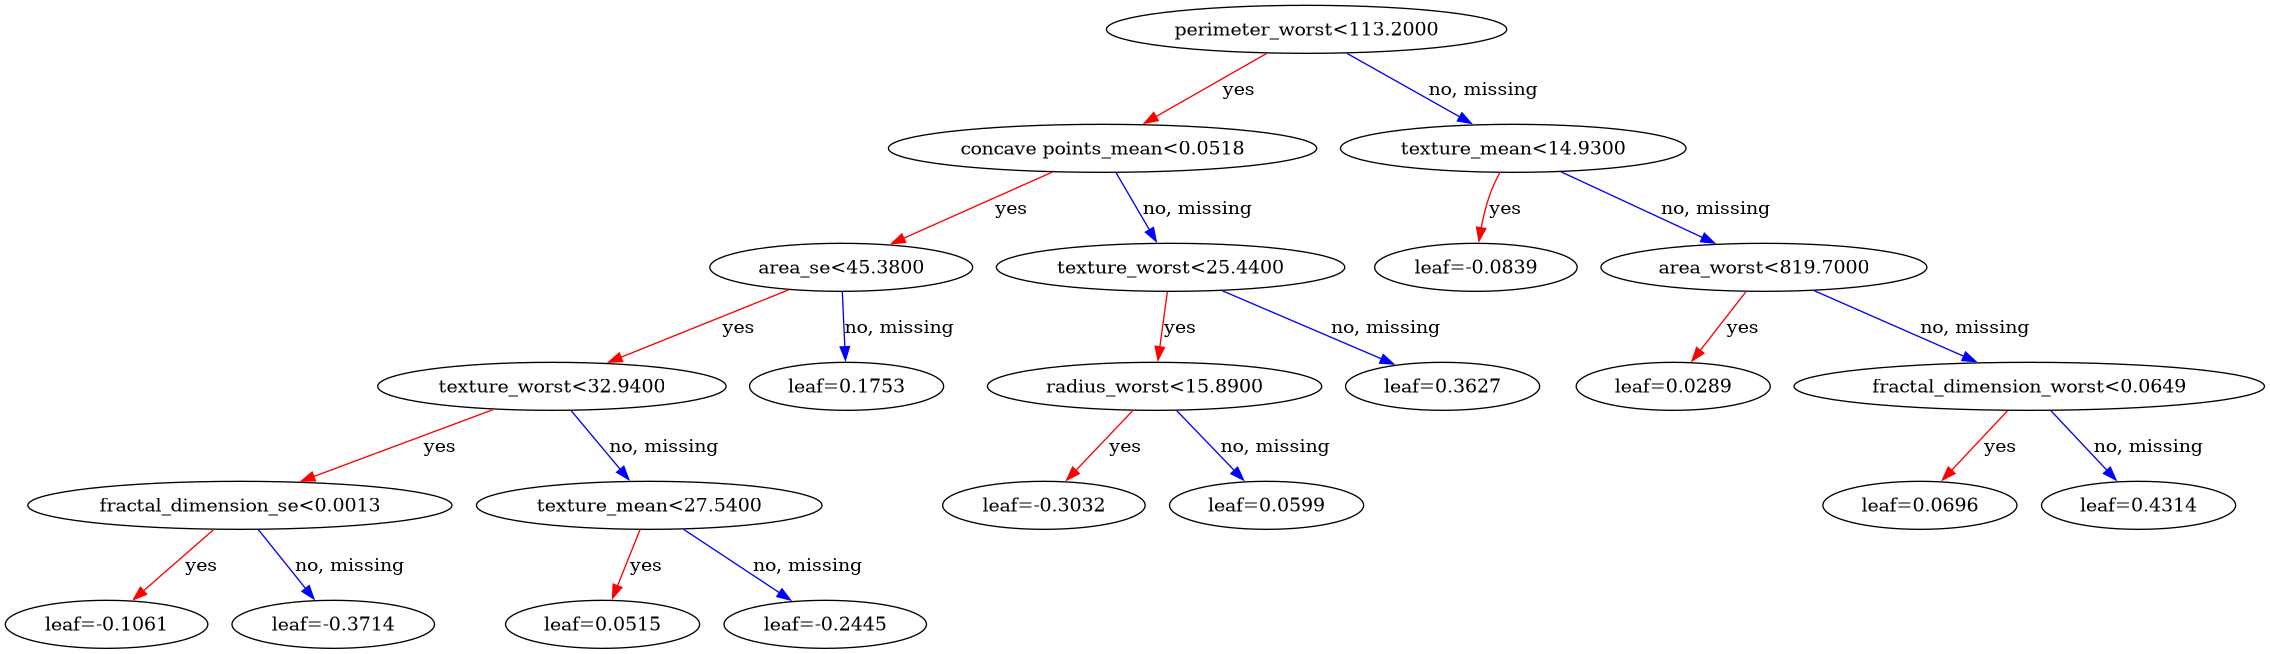 perimeter_worst<113.2000
yes
no, missing
concave points_mean<0.0518
texture_mean<14.9300
yes
no, missing
yes
no, missing
area_se<45.3800
texture_worst<25.4400
leaf=-0.0839
area_worst<819.7000
yes
no, missing
yes
no, missing
yes
no, missing
texture_worst<32.9400
leaf=0.1753
radius_worst<15.8900
leaf=0.3627
leaf=0.0289
fractal_dimension_worst<0.0649
yes
no, missing
yes
no, missing
yes
no, missing
fractal_dimension_se<0.0013
texture_mean<27.5400
leaf=-0.3032
leaf=0.0599
leaf=0.0696
leaf=0.4314
yes
no, missing
yes
no, missing
leaf=-0.1061
leaf=-0.3714
leaf=0.0515
leaf=-0.2445